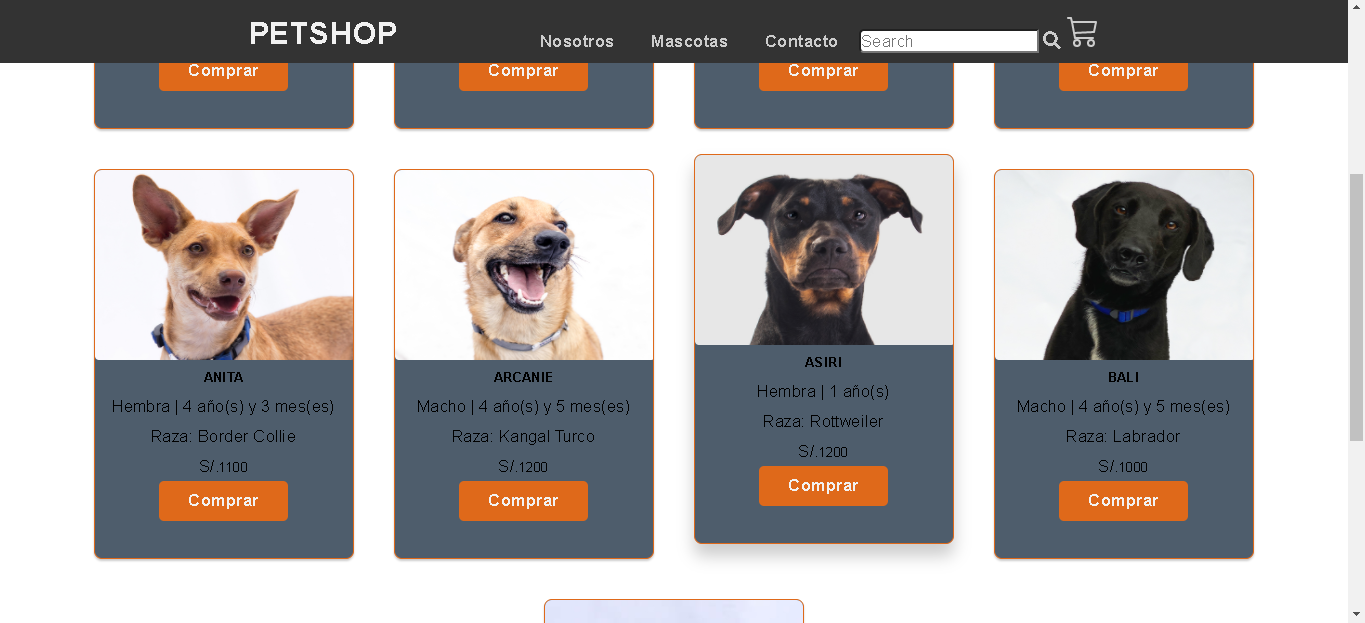 PETSHOP
Nosotros
Mascotas
Contacto
Search
Comprar
Comprar
Comprar
Comprar
ANITA
Hembra | 4 año(s) y 3 mes(es)
Raza: Border Collie
S/.1100
Comprar
ARCANIE
Macho | 4 año(s) y 5 mes(es)
Raza: Kangal Turco
S/.1200
Comprar
ASIRI
Hembra | 1 año(s)
Raza: Rottweiler
S/.1200
Comprar
BALI
Macho | 4 año(s) y 5 mes(es)
Raza: Labrador
S/.1000
Comprar